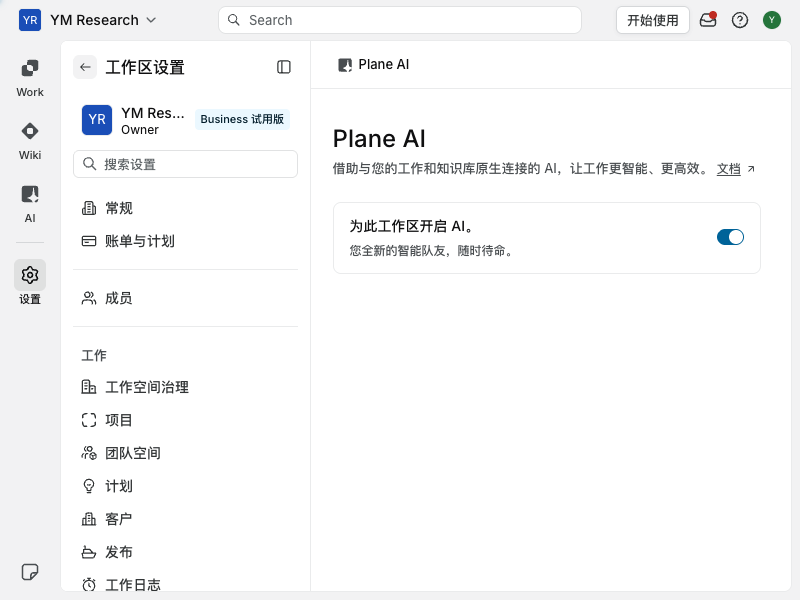 YR YM Research
Search
开始使用
Y
Work
Wiki
AI
设置
工作区设置
YR
YM Res...
Owner
Business 试用版
搜索设置
常规
账单与计划
成员
工作
工作空间治理
项目
团队空间
计划
客户
发布
工作日志
Plane AI
Plane AI
借助与您的工作和知识库原生连接的 AI，让工作更智能、更高效。 文档
为此工作区开启 AI。
您全新的智能队友，随时待命。